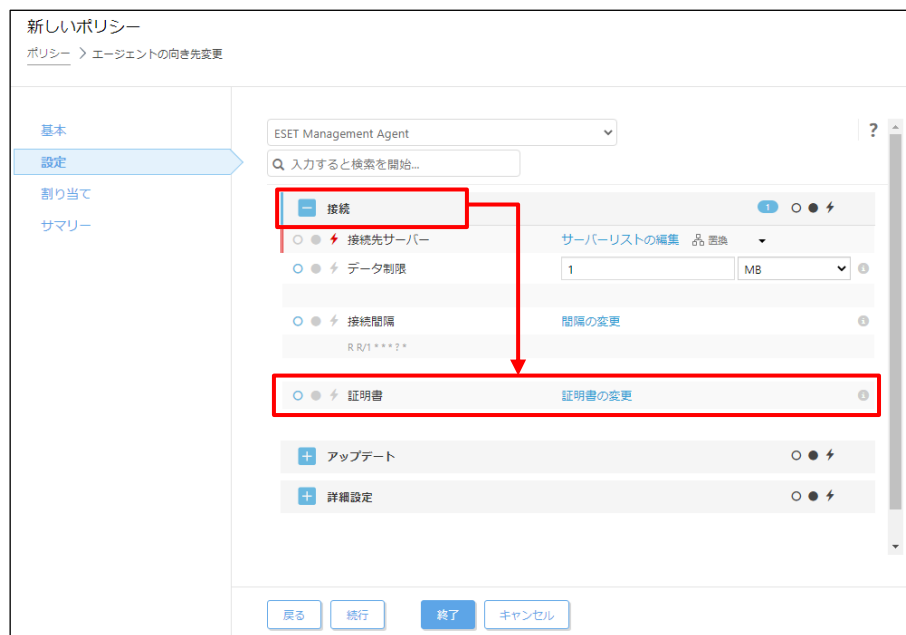 新しいポリシー
ポリシー > エージェントの向き先変更
基本
設定
割り当て
サマリー
ESET Management Agent
?
入力すると検索を開始...
接続
1
接続先サーバー
サーバーリストの編集
置換
データ制限
1
MB
接続間隔
間隔の変更
R R/1 * * * ? *
証明書
証明書の変更
アップデート
詳細設定
戻る
続行
終了
キャンセル